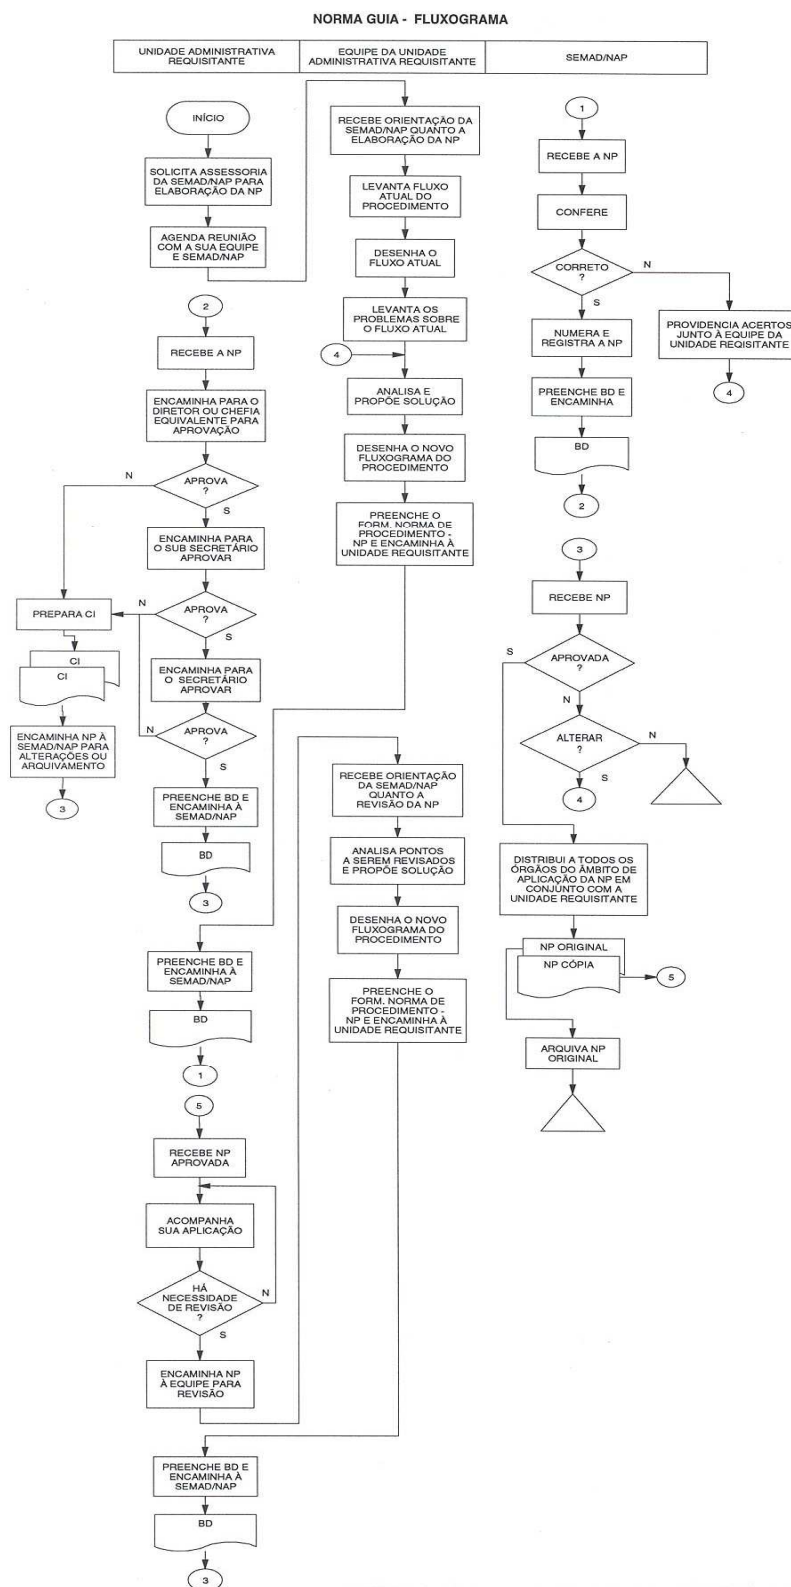 NORMA GUIA - FLUXOGRAMA
UNIDADE ADMINISTRATIVA
REQUISITANTE
EQUIPE DA UNIDADE
ADMINISTRATIVA REQUISITANTE
SEMAD/NAP
INÍCIO
SOLICITA ASSESSORIA
DA SEMAD/NAP PARA
ELABORAÇÃO DA NP
AGENDA REUNIÃO
COM A SUA EQUIPE
E SEMAD/NAP
2
RECEBE A NP
ENCAMINHA PARA O
DIRETOR OU CHEFIA
EQUIVALENTE PARA
APROVAÇÃO
N
APROVA
?
S
ENCAMINHA PARA
O SUB SECRETÁRIO
APROVAR
PREPARA CI
N
APROVA
?
S
CI
CI
ENCAMINHA PARA
O SECRETÁRIO
APROVAR
ENCAMINHA NP À
SEMAD/NAP PARA
ALTERAÇÕES OU
ARQUIVAMENTO
3
N
APROVA
?
S
PREENCHE BD E
ENCAMINHA À
SEMAD/NAP
BD
3
PREENCHE BD E
ENCAMINHA À
SEMAD/NAP
BD
1
5
RECEBE NP
APROVADA
ACOMPANHA
SUA APLICAÇÃO
HÁ
NECESSIDADE
DE REVISÃO
?
N
S
ENCAMINHA NP
À EQUIPE PARA
REVISÃO
PREENCHE BD E
ENCAMINHA À
SEMAD/NAP
BD
3
RECEBE ORIENTAÇÃO DA
SEMAD/NAP QUANTO A
ELABORAÇÃO DA NP
LEVANTA FLUXO
ATUAL DO
PROCEDIMENTO
DESENHA O
FLUXO ATUAL
LEVANTA OS
PROBLEMAS SOBRE
O FLUXO ATUAL
4
ANALISA E
PROPÕE SOLUÇÃO
DESENHA O NOVO
FLUXOGRAMA DO
PROCEDIMENTO
PREENCHE O
FORM. NORMA DE
PROCEDIMENTO -
NP E ENCAMINHA À
UNIDADE REQUISITANTE
RECEBE ORIENTAÇÃO
DA SEMAD/NAP
QUANTO A
REVISÃO DA NP
ANALISA PONTOS
A SEREM REVISADOS
E PROPÕE SOLUÇÃO
DESENHA O NOVO
FLUXOGRAMA DO
PROCEDIMENTO
PREENCHE O
FORM. NORMA DE
PROCEDIMENTO -
NP E ENCAMINHA À
UNIDADE REQUISITANTE
1
RECEBE A NP
CONFERE
CORRETO
?
N
S
NUMERA E
REGISTRA A NP
PROVIDENCIA ACERTOS
JUNTO À EQUIPE DA
UNIDADE REQISITANTE
4
PREENCHE BD E
ENCAMINHA
BD
2
3
RECEBE NP
S
APROVADA
?
N
ALTERAR
?
N
S
4
DISTRIBUI A TODOS OS
ÓRGÃOS DO ÂMBITO DE
APLICAÇÃO DA NP EM
CONJUNTO COM A
UNIDADE REQUISITANTE
NP ORIGINAL
NP CÓPIA
5
ARQUIVA NP
ORIGINAL